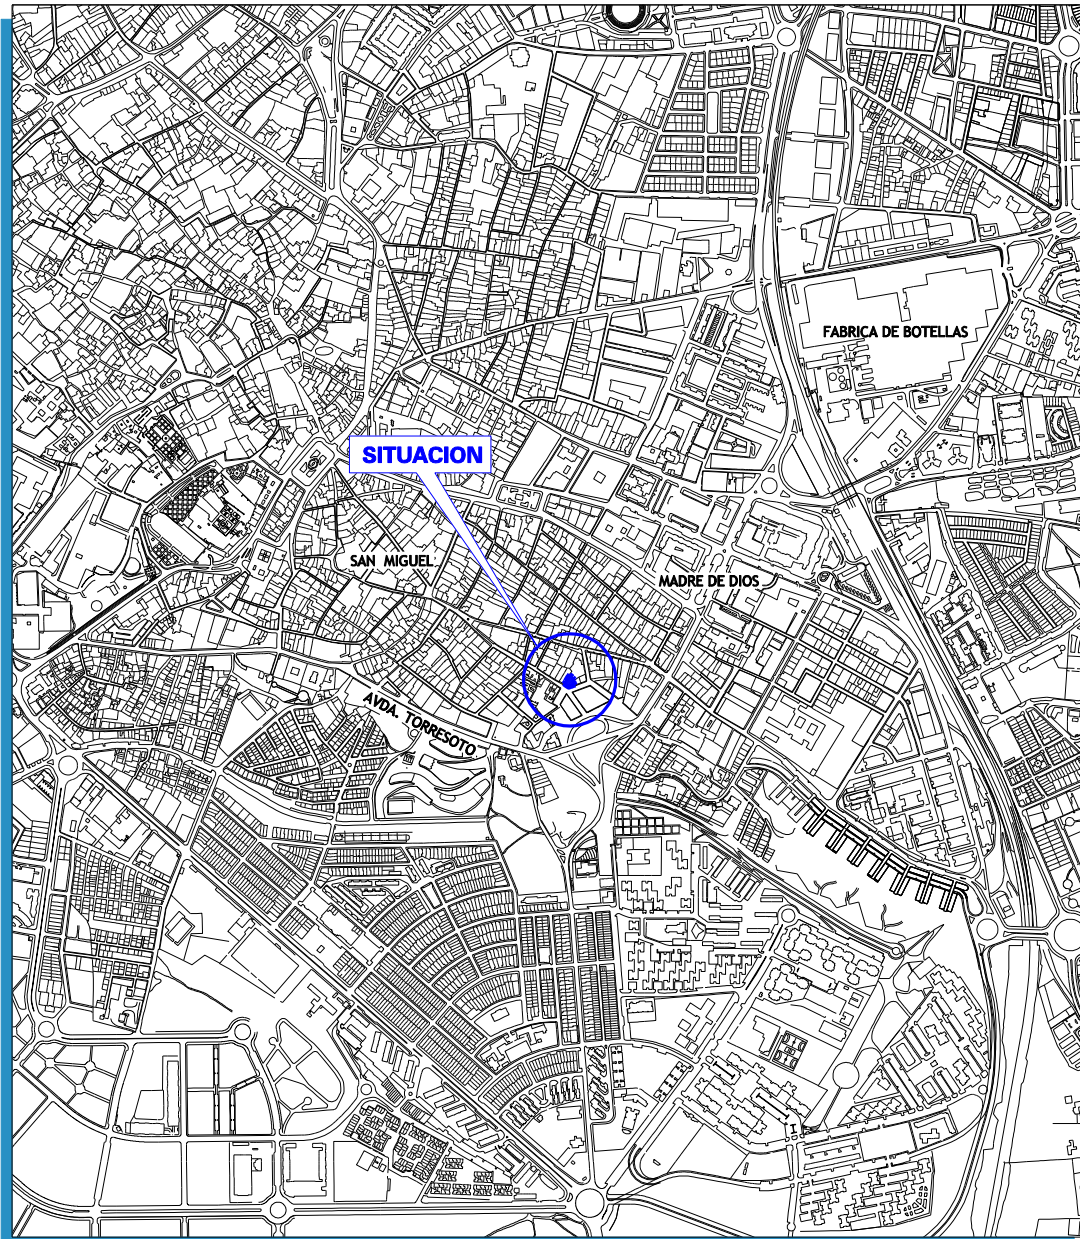 FABRICA DE BOTELLAS
SITUACION
SAN MIGUEL
MADRE DE DIOS
AVDA. TORRESOTO